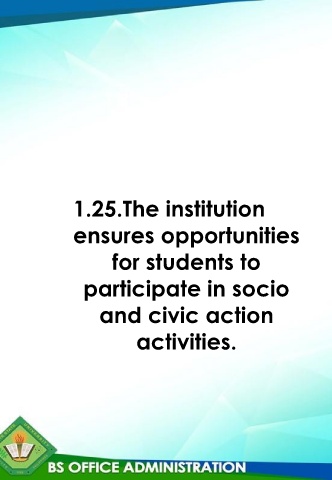 1.25.The institution
ensures opportunities
for students to
participate in socio
and civic action
activities.
BS OFFICE ADMINISTRATION